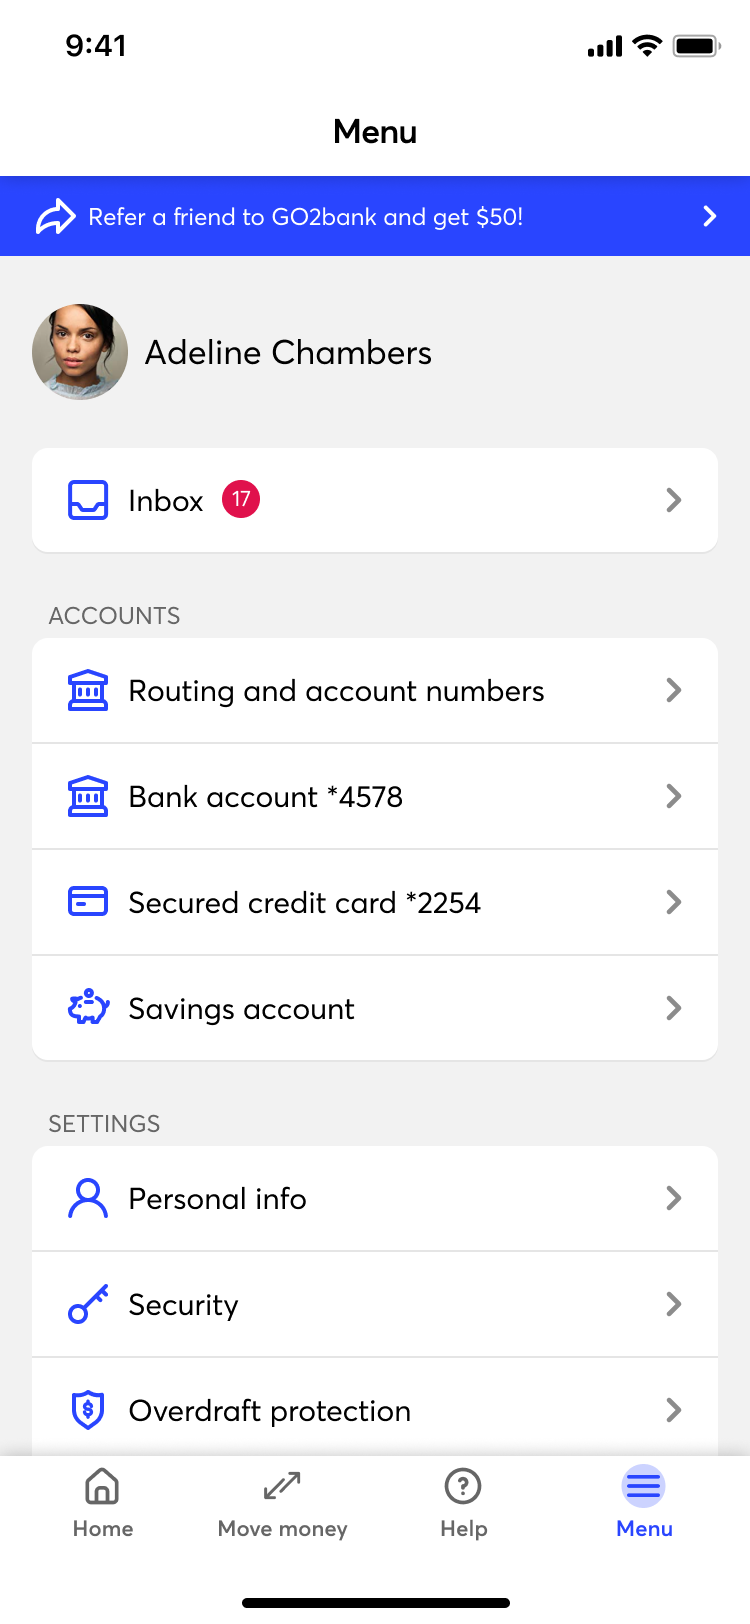 9:41
Menu
Refer a friend to GO2bank and get $50!
Adeline Chambers
Inbox 17
ACCOUNTS
Routing and account numbers
Bank account *4578
Secured credit card *2254
Savings account
SETTINGS
Personal info
Security
Overdraft protection
Home Move money Help Menu